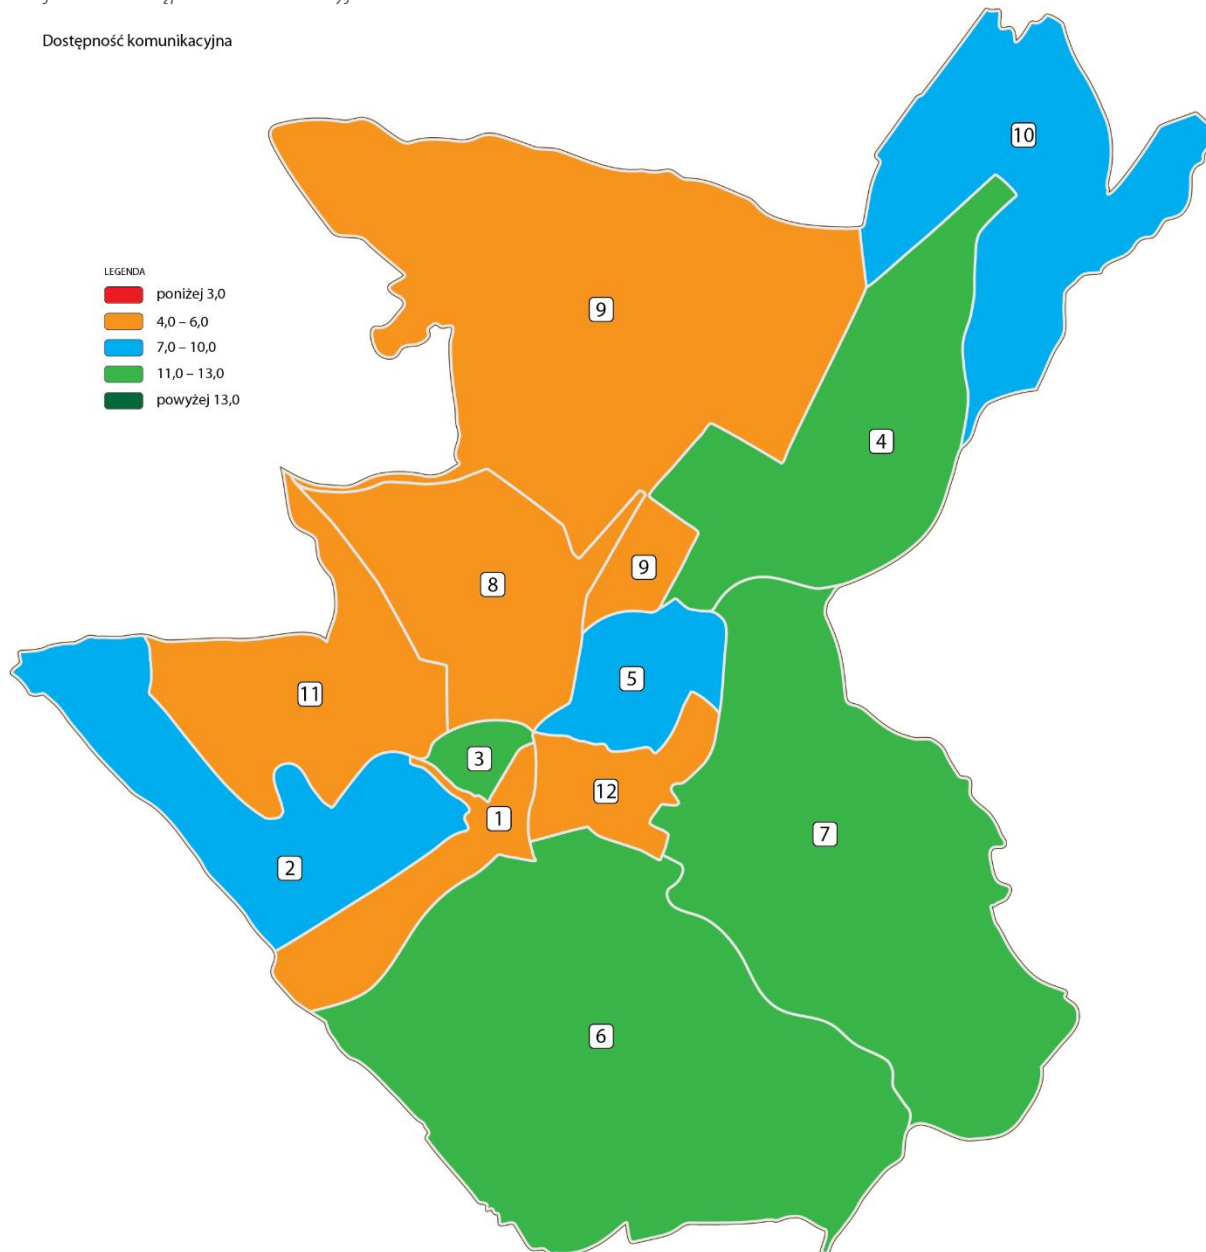 Dostępność komunikacyjna
10
LEGENDA
poniżej 3,0
4,0 – 6,0
7,0 – 10,0
11,0 – 13,0
powyżej 13,0
9
4
9
8
5
11
3
12
1
7
2
6